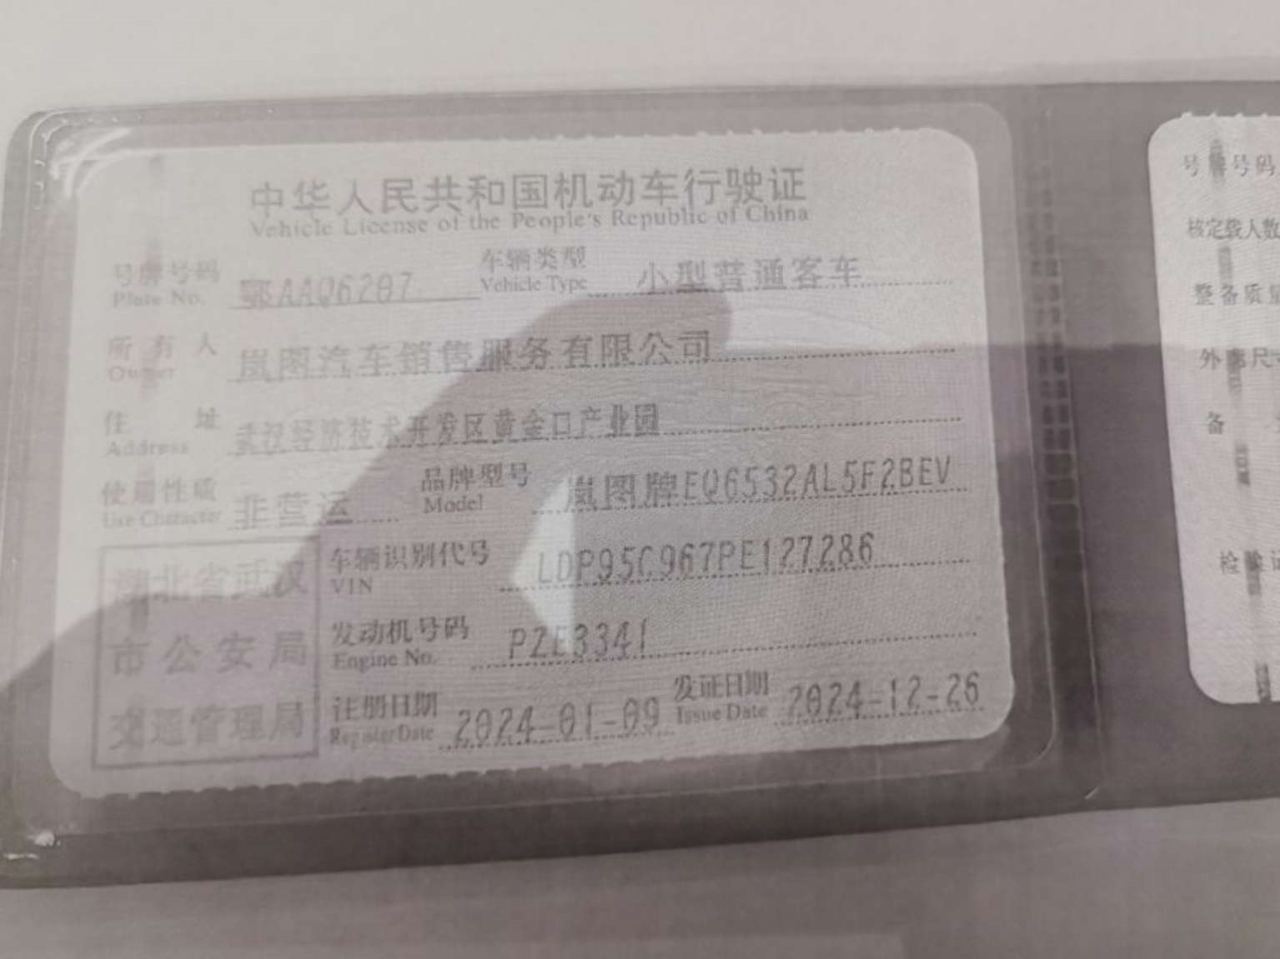 中华人民共和国机动车行驶证
Vehicle License of the People's Republic of China
号牌号码 鄂AAQ6207 车辆类型 小型普通客车
Plate No. Vehicle Type
所有人 岚图汽车销售服务有限公司
Owner
住址 武汉经济技术开发区黄金口产业园
Address
使用性质 非营运 品牌型号 岚图牌EQ6532AL5F2BEV
Use Character Model
车辆识别代号 LDP95C967PE127286
VIN
湖北省武汉
市公安局
交通管理局
发动机号码 PZE3341
Engine No.
注册日期 2024-01-09 发证日期 2024-12-26
Register Date Issue Date
号牌号码
核定载人数
整备质量
外廓尺寸
备
检验